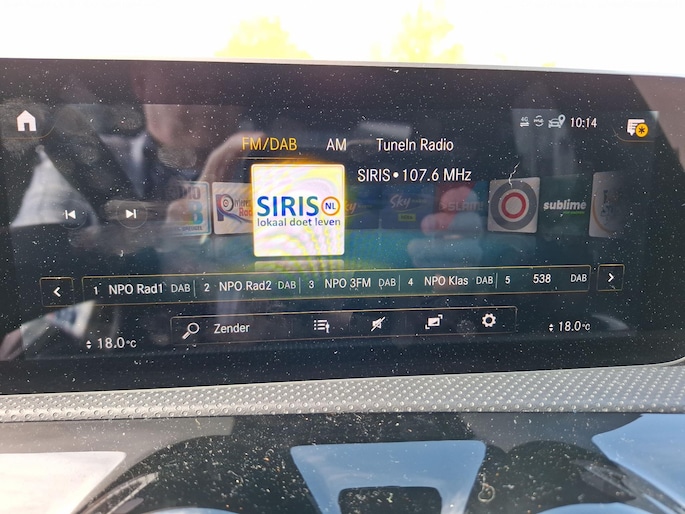 4G
10:14
FM/DAB AM TuneIn Radio
SIRIS • 107.6 MHz
SIRIS NL
lokaal doet leven
Sky
sublime
1 NPO Rad1 DAB 2 NPO Rad2 DAB 3 NPO 3FM DAB 4 NPO Klas DAB 5 538 DAB
Zender
18.0°C 18.0°C